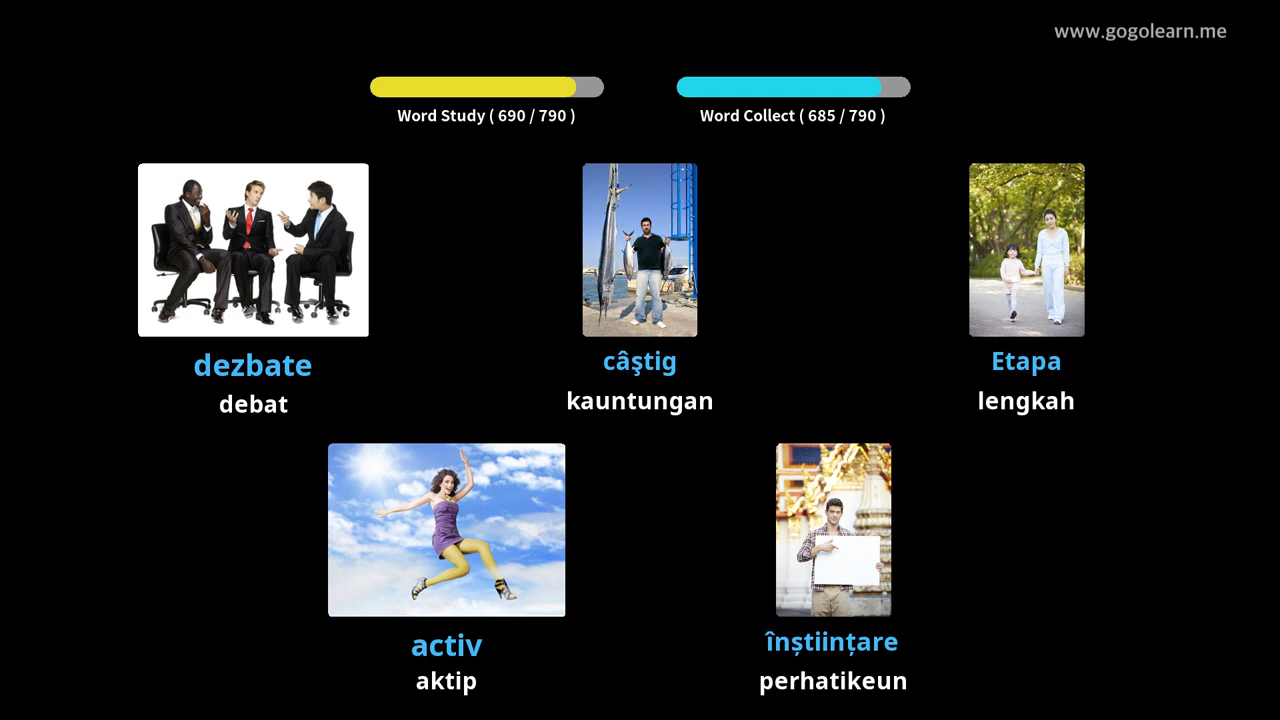 www.gogolearn.me
Word Study ( 690 / 790 )
Word Collect ( 685 / 790 )
dezbate
debat
câştig
kauntungan
Etapa
lengkah
activ
aktip
înștiințare
perhatikeun